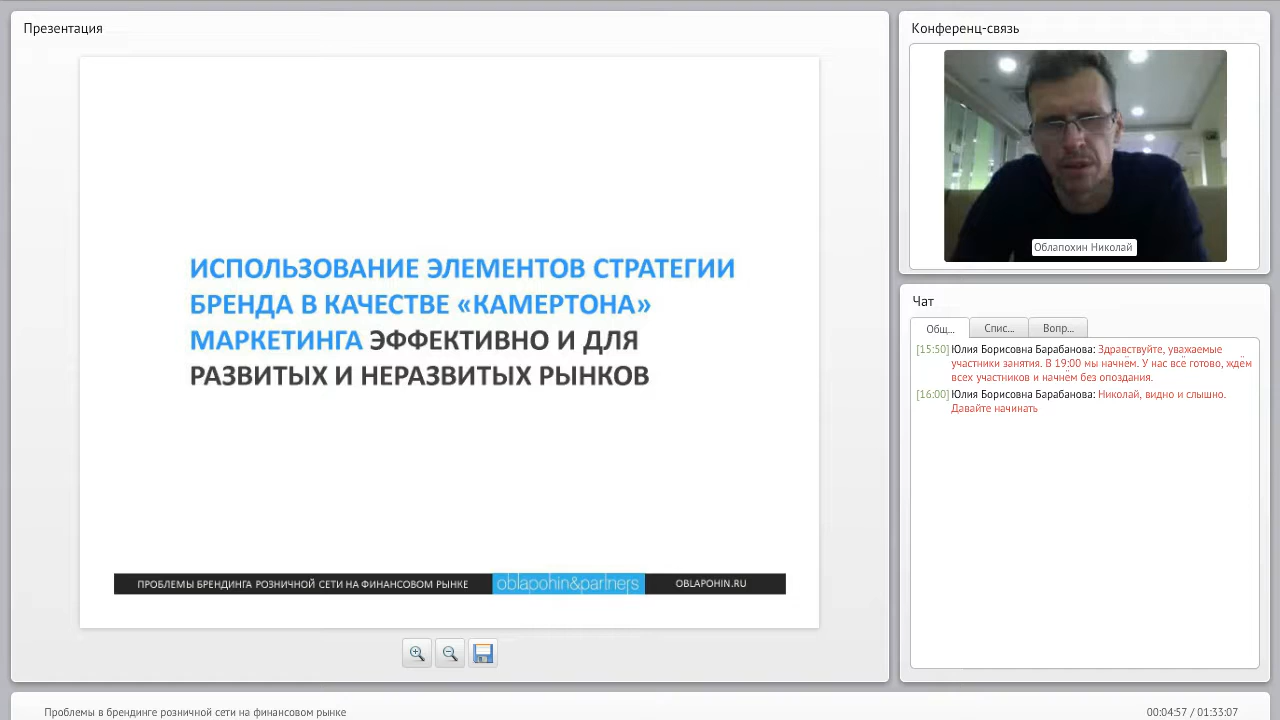 Презентация
ИСПОЛЬЗОВАНИЕ ЭЛЕМЕНТОВ СТРАТЕГИИ
БРЕНДА В КАЧЕСТВЕ «КАМЕРТОНА»
МАРКЕТИНГА ЭФФЕКТИВНО И ДЛЯ
РАЗВИТЫХ И НЕРАЗВИТЫХ РЫНКОВ
ПРОБЛЕМЫ БРЕНДИНГА РОЗНИЧНОЙ СЕТИ НА ФИНАНСОВОМ РЫНКЕ oblapohin&partners OBLAPOHIN.RU
Конференц-связь
Облапохин Николай
Чат
Общ... Спис... Вопр...
[15:50] Юлия Борисовна Барабанова: Здравствуйте, уважаемые
участники занятия. В 19:00 мы начнём. У нас всё готово, ждём
всех участников и начнём без опоздания.
[16:00] Юлия Борисовна Барабанова: Николай, видно и слышно.
Давайте начинать
Проблемы в брендинге розничной сети на финансовом рынке 00:04:57 / 01:33:07